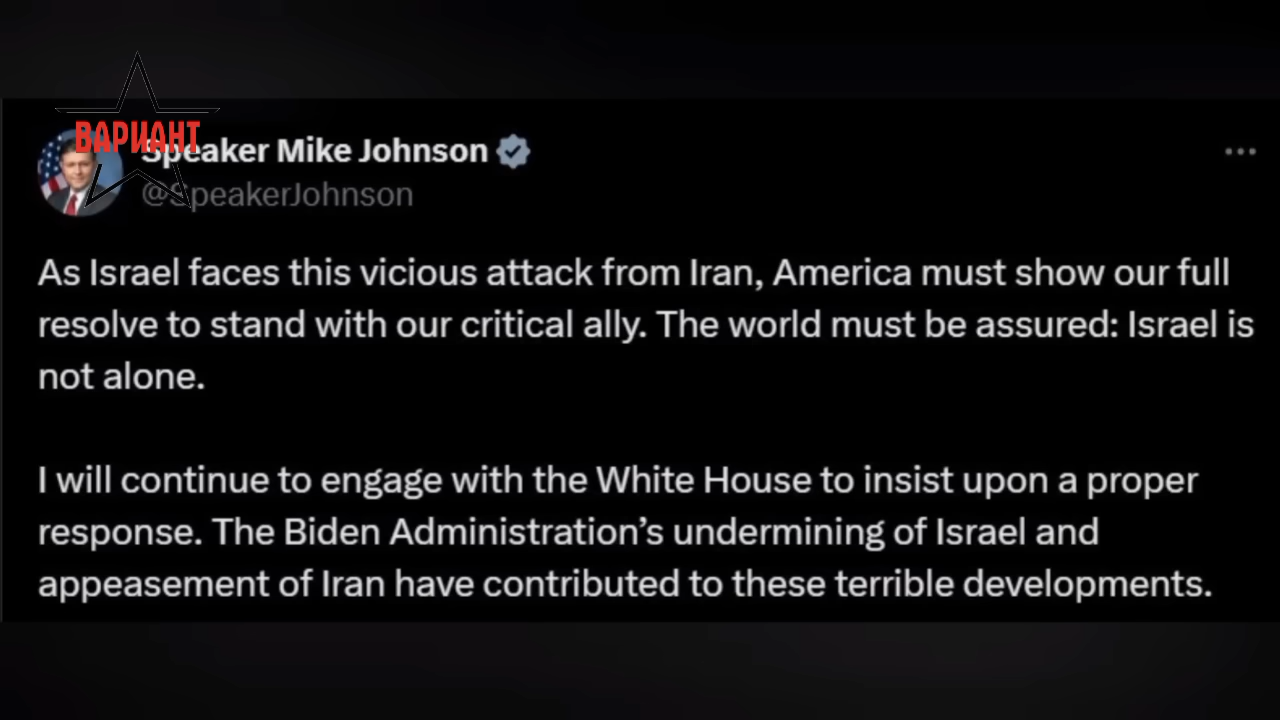 ВАРИАНТ
Speaker Mike Johnson
@SpeakerJohnson
As Israel faces this vicious attack from Iran, America must show our full
resolve to stand with our critical ally. The world must be assured: Israel is
not alone.
I will continue to engage with the White House to insist upon a proper
response. The Biden Administration’s undermining of Israel and
appeasement of Iran have contributed to these terrible developments.